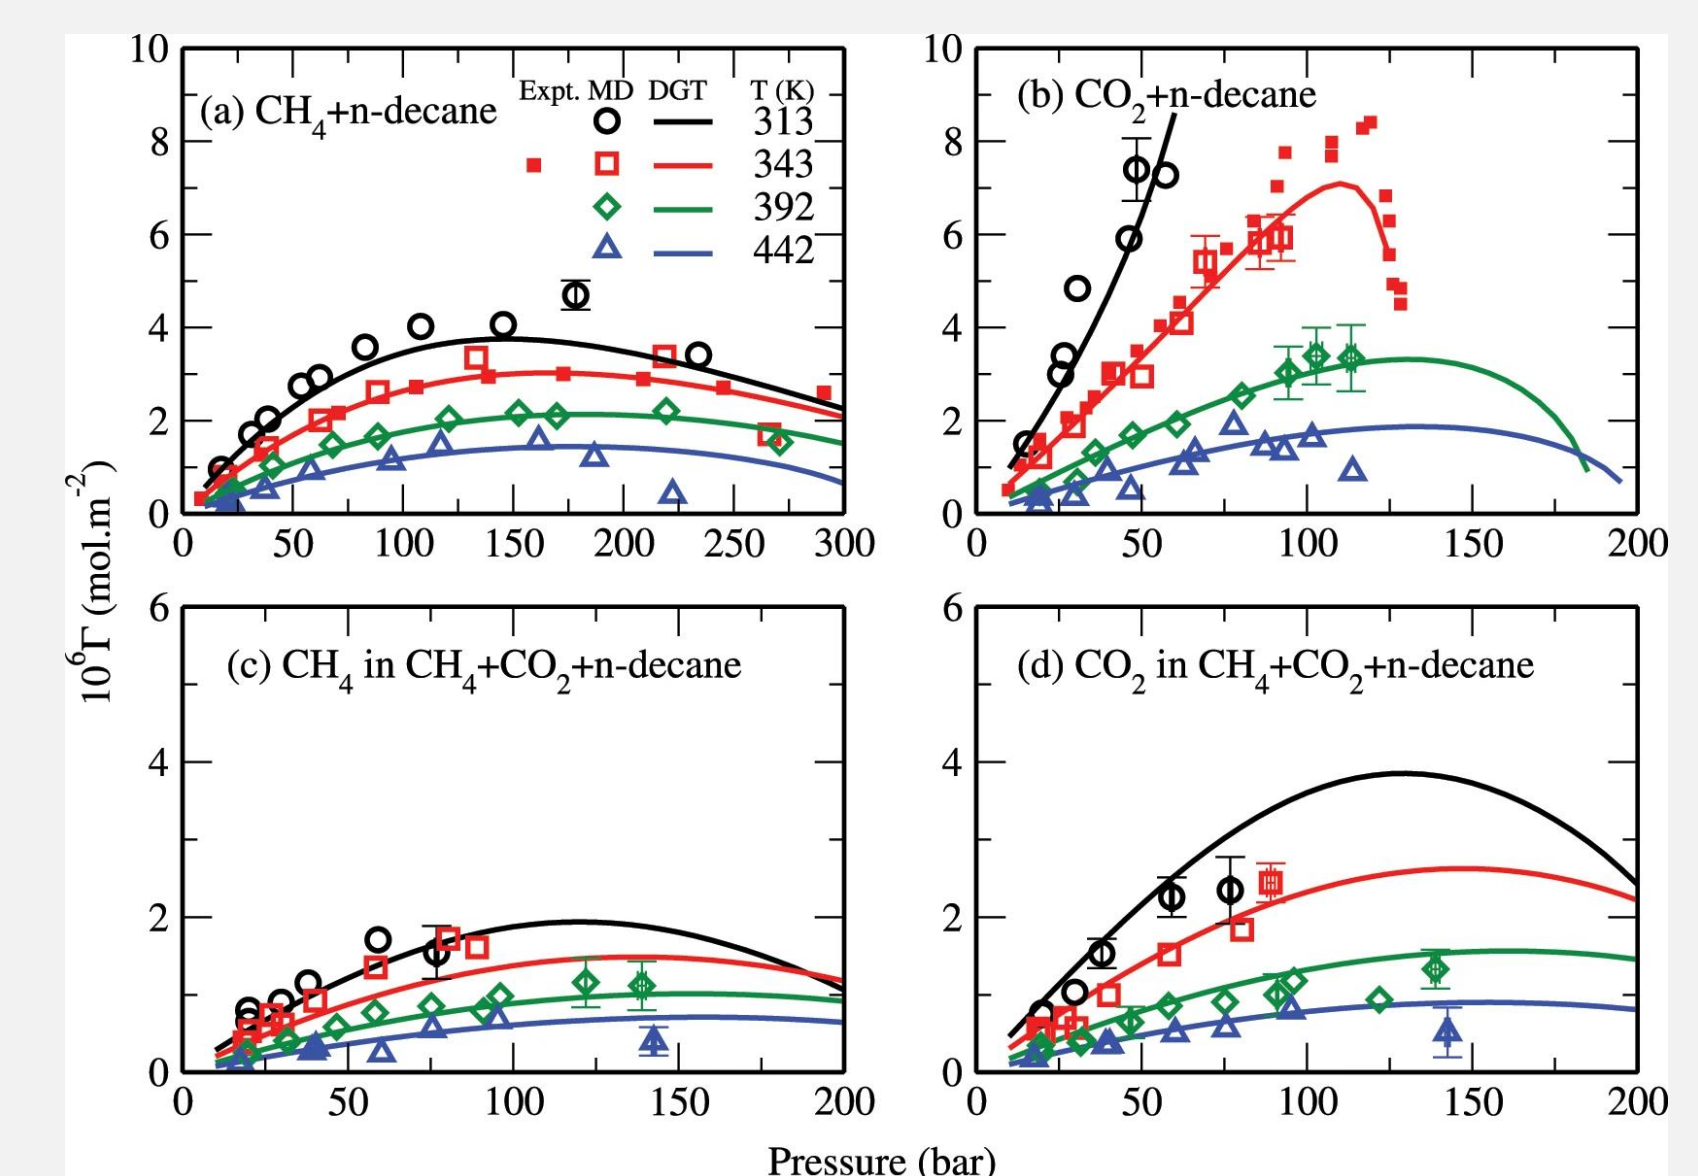 10
8
6
4
2
0
(a) CH4+n-decane
Expt. MD DGT T (K)
313
343
392
442
0 50 100 150 200 250 300
10
8
6
4
2
0
(b) CO2+n-decane
0 50 100 150 200
10^6Γ (mol.m^-2)
6
4
2
0
(c) CH4 in CH4+CO2+n-decane
0 50 100 150 200
6
4
2
0
(d) CO2 in CH4+CO2+n-decane
0 50 100 150 200
Pressure (bar)